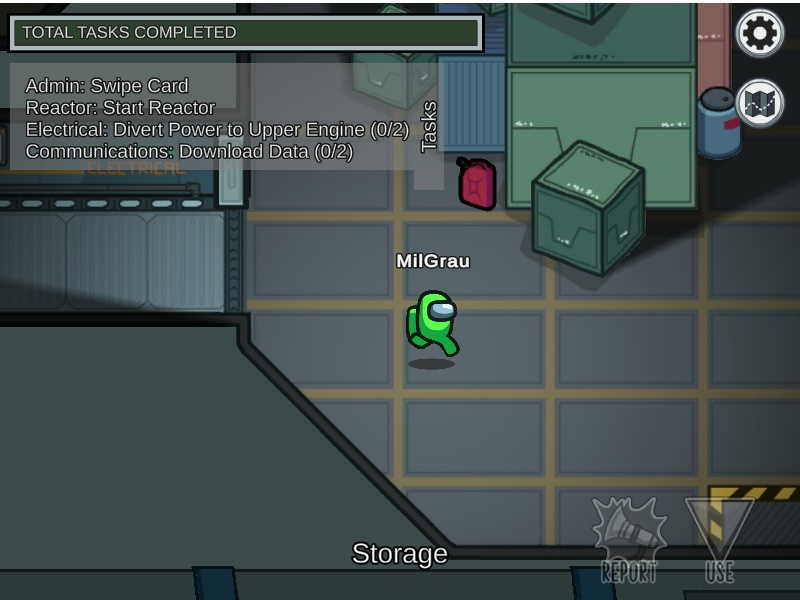 TOTAL TASKS COMPLETED
Admin: Swipe Card
Reactor: Start Reactor
Electrical: Divert Power to Upper Engine (0/2)
Communications: Download Data (0/2)
Tasks
ELECTRICAL
MilGrau
Storage
REPORT
USE